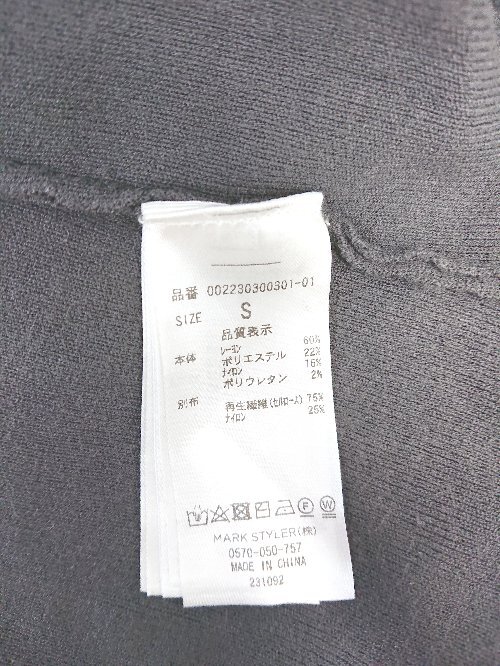 品番 002230300301-01
SIZE S
品質表示
本体 レーヨン 60%
ポリエステル 22%
ナイロン 16%
ポリウレタン 2%
別布 再生繊維(セルロース) 75%
ナイロン 25%
F W
MARK STYLER(株)
0570-050-757
MADE IN CHINA
231092